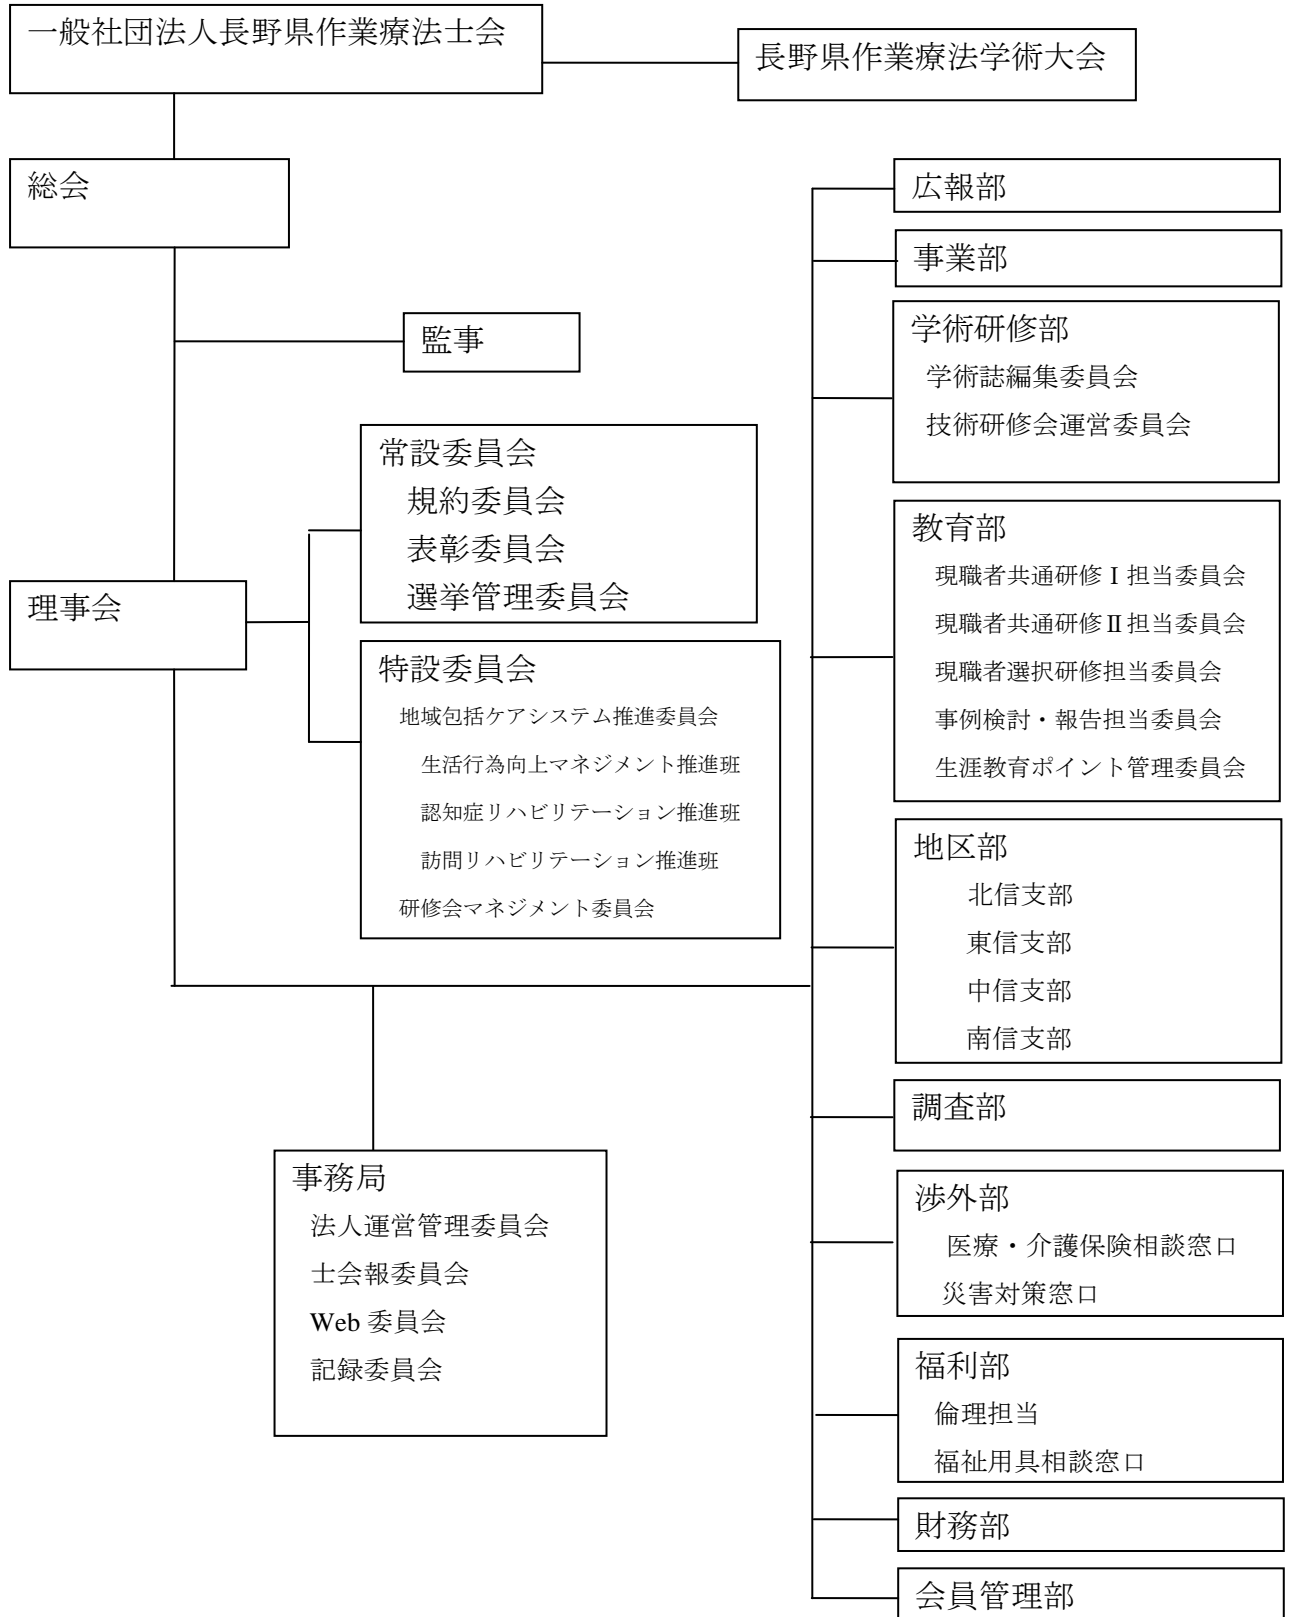 一般社団法人長野県作業療法士会
長野県作業療法学術大会
総会
監事
常設委員会
規約委員会
表彰委員会
選挙管理委員会
理事会
特設委員会
地域包括ケアシステム推進委員会
生活行為向上マネジメント推進班
認知症リハビリテーション推進班
訪問リハビリテーション推進班
研修会マネジメント委員会
事務局
法人運営管理委員会
士会報委員会
Web 委員会
記録委員会
広報部
事業部
学術研修部
学術誌編集委員会
技術研修会運営委員会
教育部
現職者共通研修Ⅰ担当委員会
現職者共通研修Ⅱ担当委員会
現職者選択研修担当委員会
事例検討・報告担当委員会
生涯教育ポイント管理委員会
地区部
北信支部
東信支部
中信支部
南信支部
調査部
渉外部
医療・介護保険相談窓口
災害対策窓口
福利部
倫理担当
福祉用具相談窓口
財務部
会員管理部